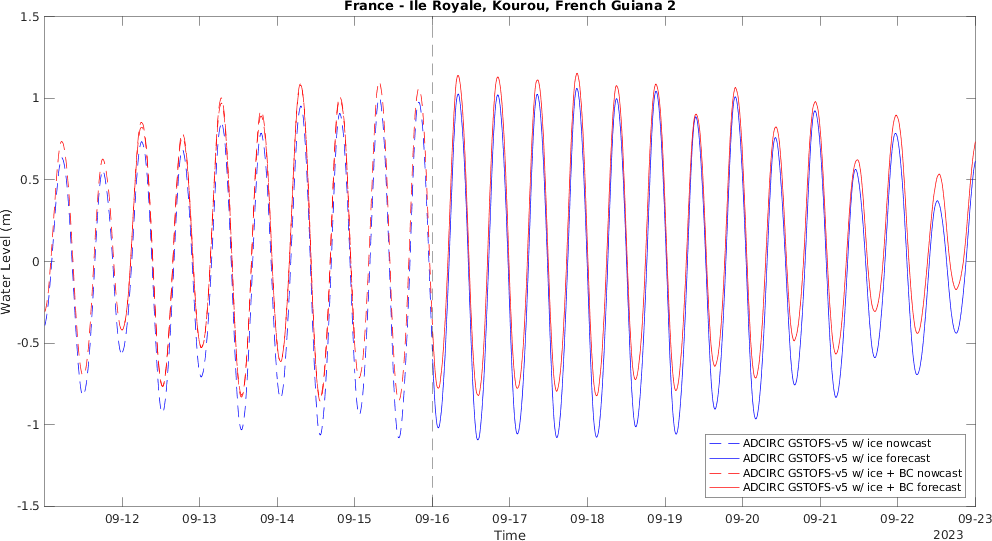 France - Ile Royale, Kourou, French Guiana 2
1.5
1
0.5
0
-0.5
-1
-1.5
Water Level (m)
ADCIRC GSTOFS-v5 w/ ice nowcast
ADCIRC GSTOFS-v5 w/ ice forecast
ADCIRC GSTOFS-v5 w/ ice + BC nowcast
ADCIRC GSTOFS-v5 w/ ice + BC forecast
09-12 09-13 09-14 09-15 09-16 09-17 09-18 09-19 09-20 09-21 09-22 09-23
Time
2023